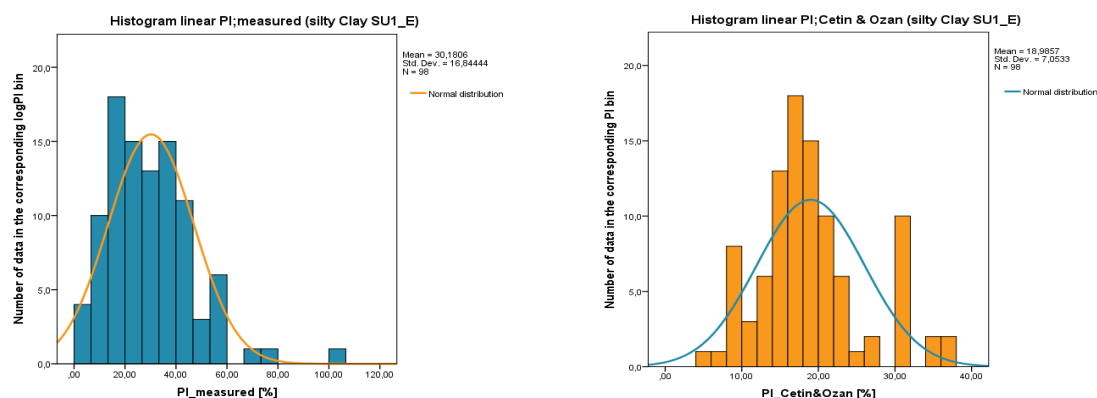 Histogram linear PI;measured (silty Clay SU1_E)
Mean = 30,1806
Std. Dev. = 16,84444
N = 98
Normal distribution
Number of data in the corresponding logPI bin
20,0
15,0
10,0
5,0
0,0
,00 20,00 40,00 60,00 80,00 100,00 120,00
PI_measured [%]
Histogram linear PI;Cetin & Ozan (silty Clay SU1_E)
Mean = 18,9857
Std. Dev. = 7,0533
N = 98
Normal distribution
Number of data in the corresponding PI bin
20,0
15,0
10,0
5,0
0,0
,00 10,00 20,00 30,00 40,00
PI_Cetin&Ozan [%]